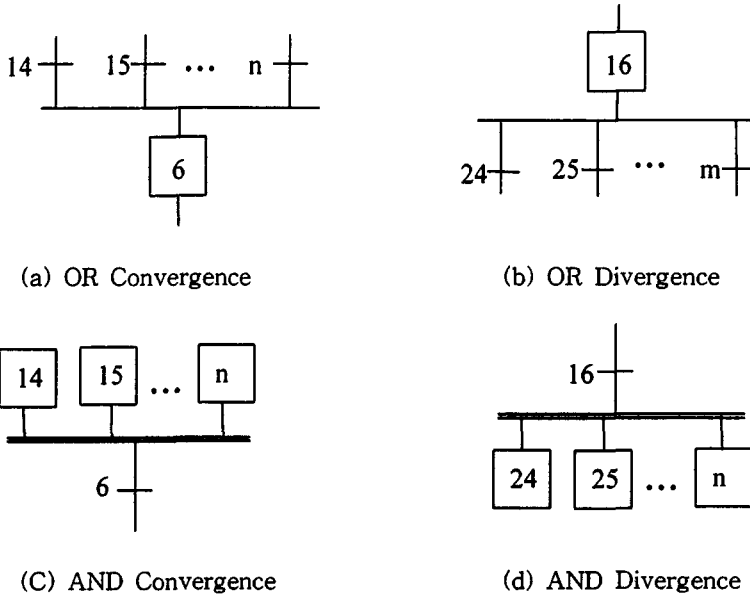 14 15 ... n
6
(a) OR Convergence
16
24 25 ... m
(b) OR Divergence
14 15 ... n
6
(C) AND Convergence
16
24 25 ... n
(d) AND Divergence